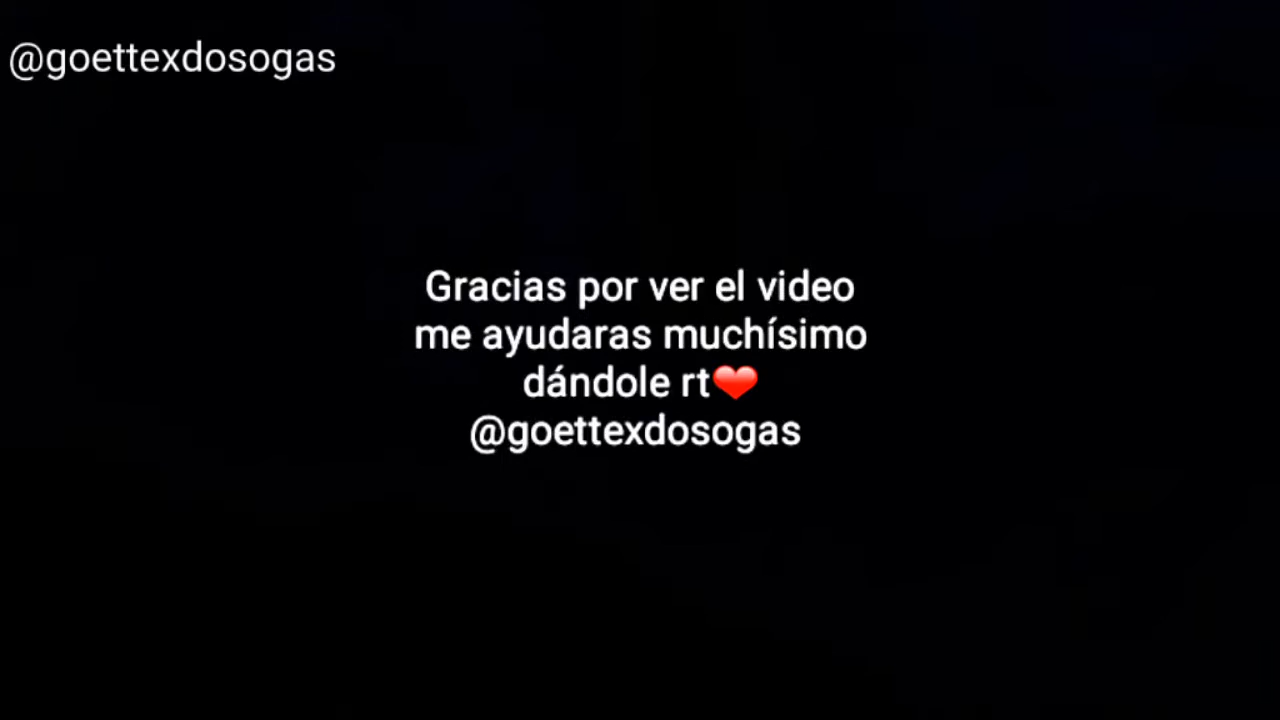 @goettexdosogas
Gracias por ver el video
me ayudaras muchísimo
dándole rt❤
@goettexdosogas